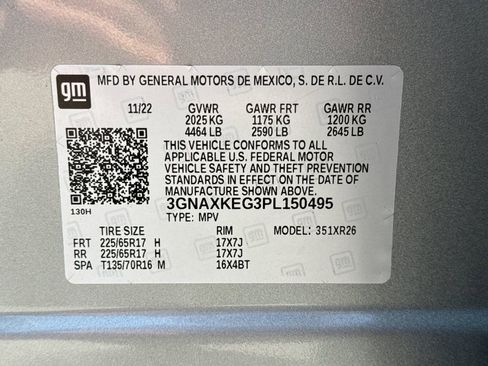 gm
MFD BY GENERAL MOTORS DE MEXICO, S. DE R.L. DE C.V.
11/22 GVWR GAWR FRT GAWR RR
2025 KG 1175 KG 1200 KG
4464 LB 2590 LB 2645 LB
THIS VEHICLE CONFORMS TO ALL
APPLICABLE U.S. FEDERAL MOTOR
VEHICLE SAFETY AND THEFT PREVENTION
STANDARDS IN EFFECT ON THE DATE OF
MANUFACTURE SHOWN ABOVE.
130H
3GNAXKEG3PL150495
TYPE: MPV
TIRE SIZE RIM MODEL: 351XR26
FRT 225/65R17 H 17X7J
RR 225/65R17 H 17X7J
SPA T135/70R16 M 16X4BT